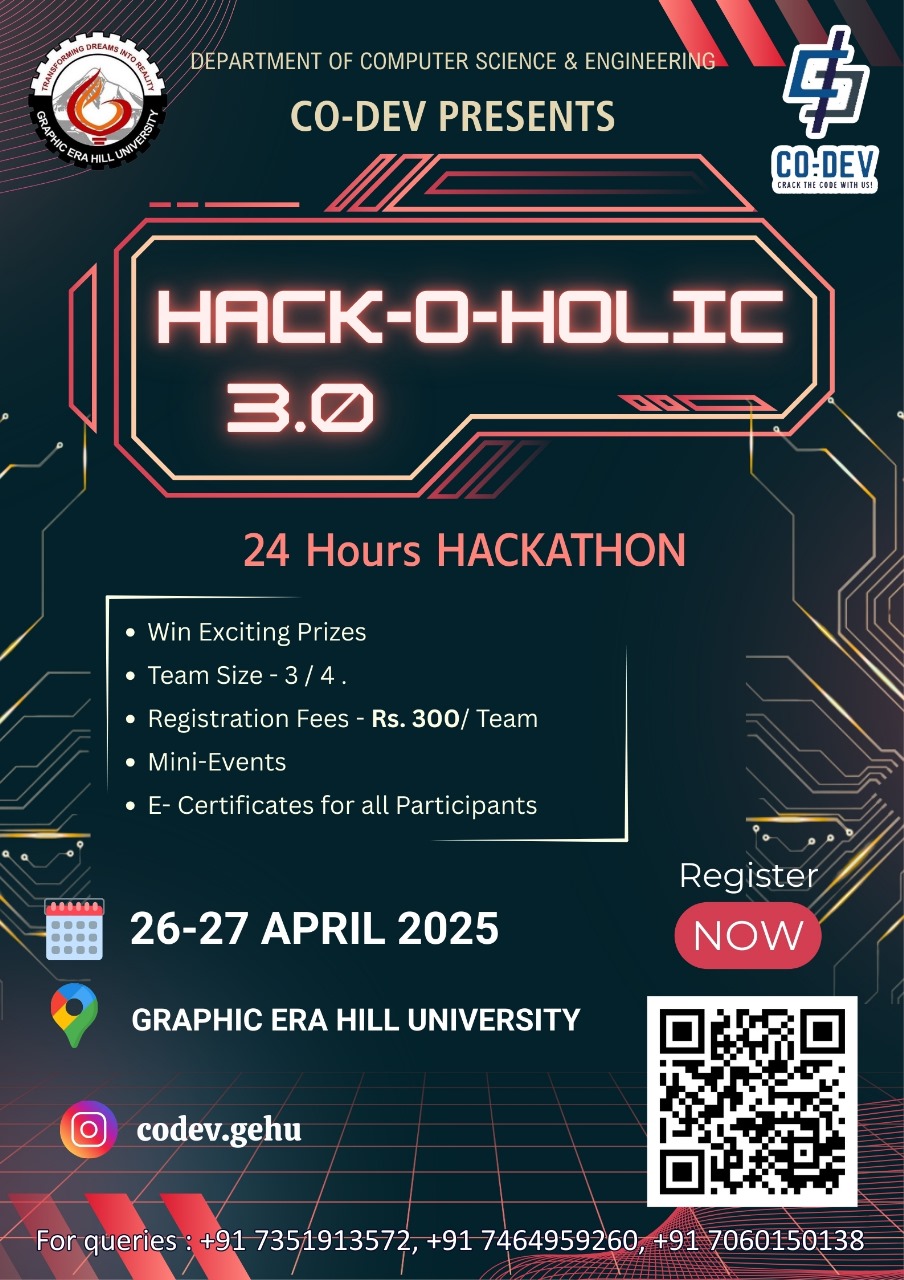 TRANSFORMING DREAMS INTO REALITY
GRAPHIC ERA HILL UNIVERSITY
DEPARTMENT OF COMPUTER SCIENCE & ENGINEERING
CO-DEV PRESENTS
CO:DEV
CRACK THE CODE WITH US!
HACK-O-HOLIC
3.0
24 Hours HACKATHON
• Win Exciting Prizes
• Team Size - 3 / 4 .
• Registration Fees - Rs. 300/ Team
• Mini-Events
• E- Certificates for all Participants
Register
NOW
26-27 APRIL 2025
GRAPHIC ERA HILL UNIVERSITY
codev.gehu
For queries : +91 7351913572, +91 7464959260, +91 7060150138